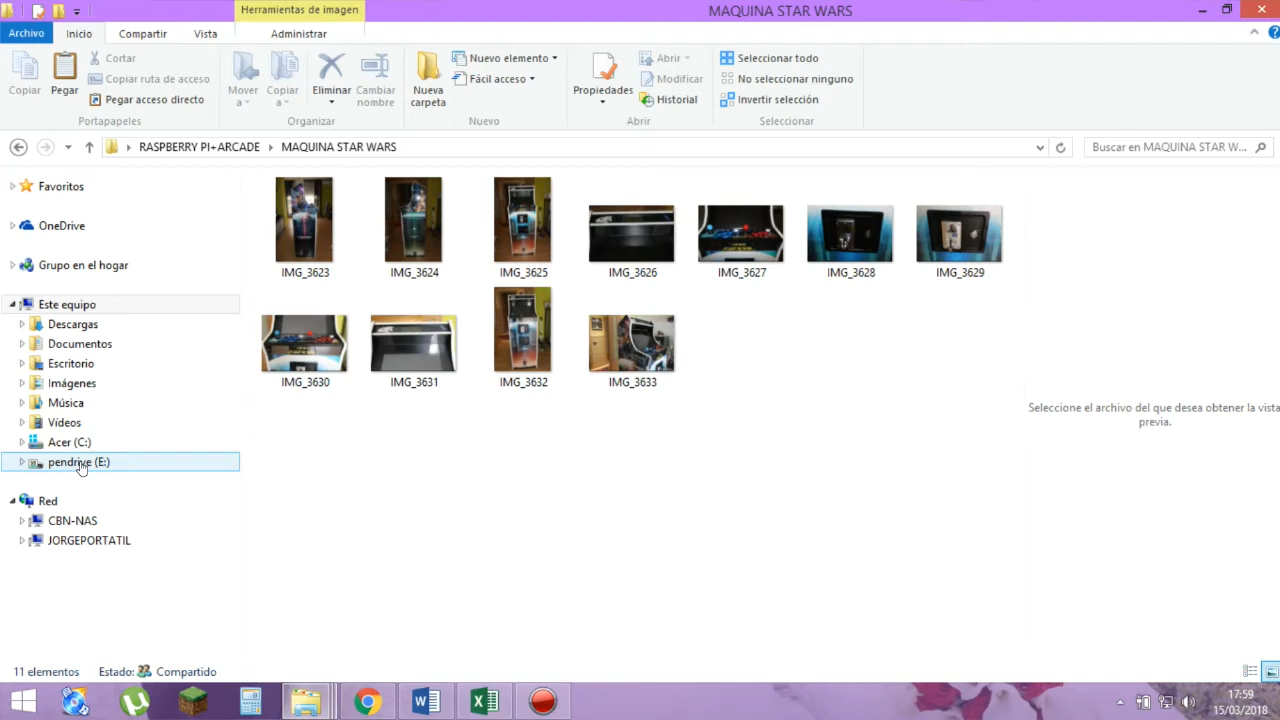 Herramientas de imagen
MAQUINA STAR WARS
Archivo
Inicio
Compartir
Vista
Administrar
Copiar
Pegar
Cortar
Copiar ruta de acceso
Pegar acceso directo
Portapapeles
Mover a
Copiar a
Eliminar
Cambiar nombre
Organizar
Nueva carpeta
Nuevo elemento
Fácil acceso
Nuevo
Propiedades
Abrir
Modificar
Historial
Abrir
Seleccionar todo
No seleccionar ninguno
Invertir selección
Seleccionar
RASPBERRY PI+ARCADE
MAQUINA STAR WARS
Buscar en MAQUINA STAR W...
Favoritos
OneDrive
Grupo en el hogar
Este equipo
Descargas
Documentos
Escritorio
Imágenes
Música
Vídeos
Acer (C:)
pendrive (E:)
Red
CBN-NAS
JORGEPORTATIL
IMG_3623
IMG_3624
IMG_3625
IMG_3626
IMG_3627
IMG_3628
IMG_3629
IMG_3630
IMG_3631
IMG_3632
IMG_3633
Seleccione el archivo del que desea obtener la vista
previa.
11 elementos
Estado:
Compartido
17:59
15/03/2018